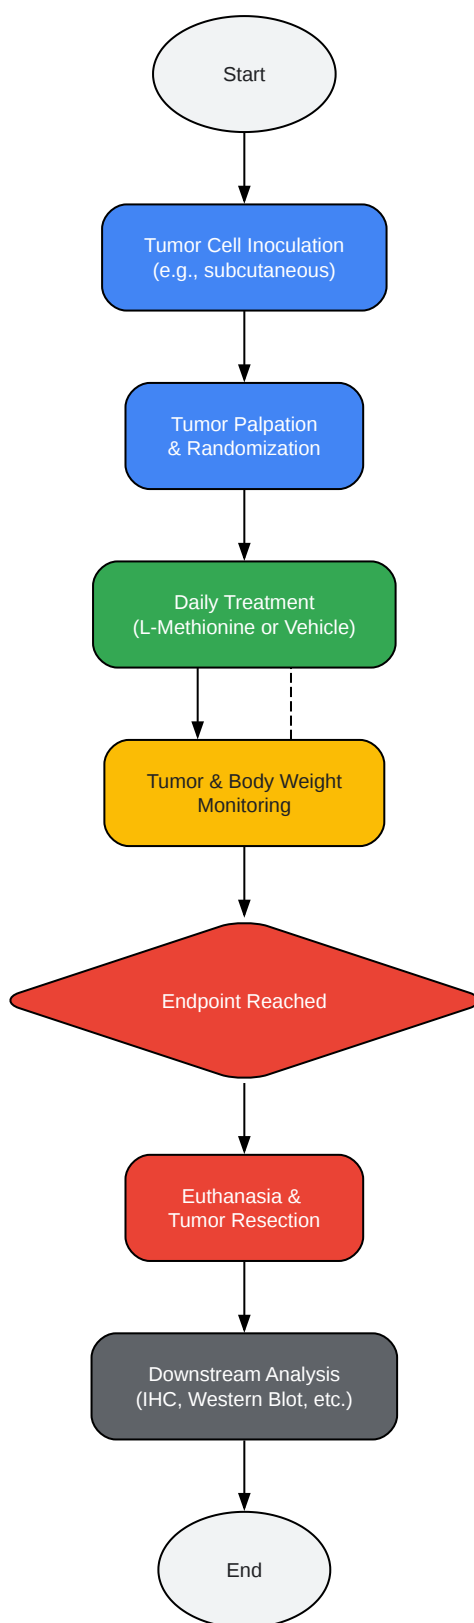 Start
Tumor Cell Inoculation
(e.g., subcutaneous)
Tumor Palpation
& Randomization
Daily Treatment
(L-Methionine or Vehicle)
Tumor & Body Weight
Monitoring
Endpoint Reached
Euthanasia &
Tumor Resection
Downstream Analysis
(IHC, Western Blot, etc.)
End